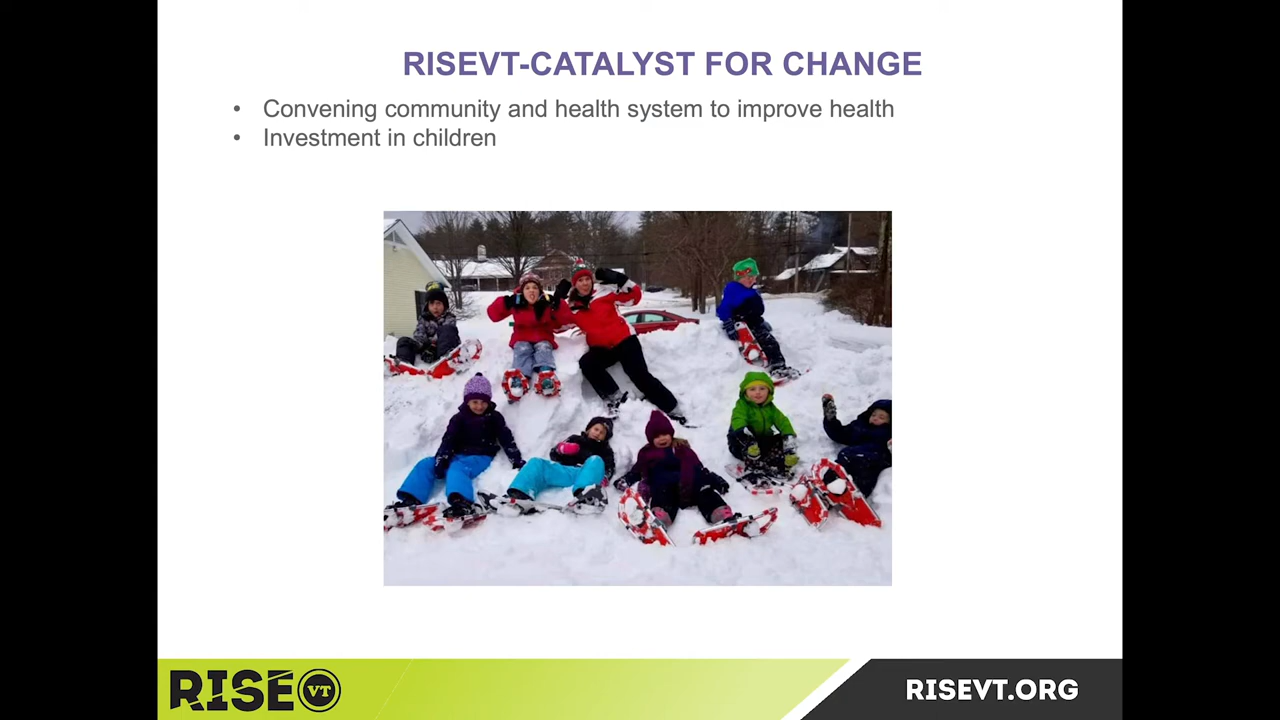 RISEVT-CATALYST FOR CHANGE
• Convening community and health system to improve health
• Investment in children
RISE VT
RISEVT.ORG